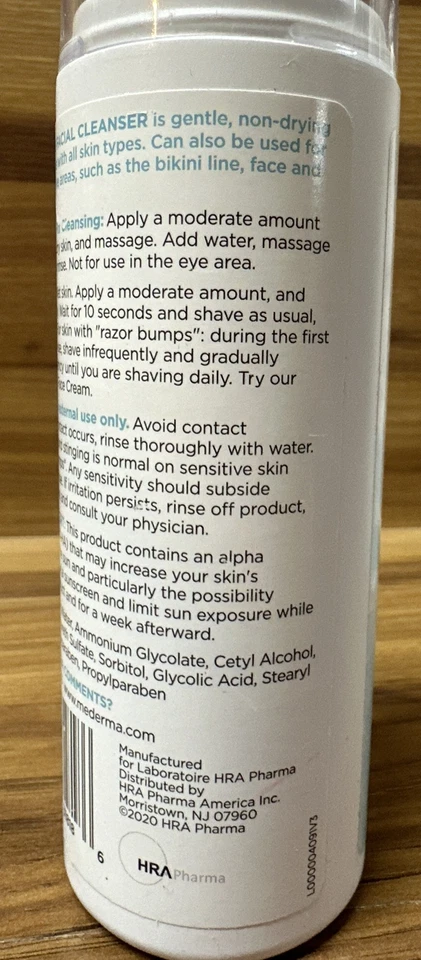 FACIAL CLEANSER is gentle, non-drying
with all skin types. Can also be used for
areas, such as the bikini line, face and
Cleansing: Apply a moderate amount
skin, and massage. Add water, massage
rinse. Not for use in the eye area.
skin. Apply a moderate amount, and
Wait for 10 seconds and shave as usual,
skin with "razor bumps": during the first
shave infrequently and gradually
until you are shaving daily. Try our
Face Cream.
external use only. Avoid contact
contact occurs, rinse thoroughly with water.
stinging is normal on sensitive skin
Any sensitivity should subside
If irritation persists, rinse off product,
and consult your physician.
This product contains an alpha
that may increase your skin's
sun and particularly the possibility
sunscreen and limit sun exposure while
and for a week afterward.
Ammonium Glycolate, Cetyl Alcohol,
Sulfate, Sorbitol, Glycolic Acid, Stearyl
Propylparaben
COMMENTS?
www.mederma.com
Manufactured
for Laboratoire HRA Pharma
Distributed by
HRA Pharma America Inc.
Morristown, NJ 07960
©2020 HRA Pharma
6
HRA Pharma
L000004091V3